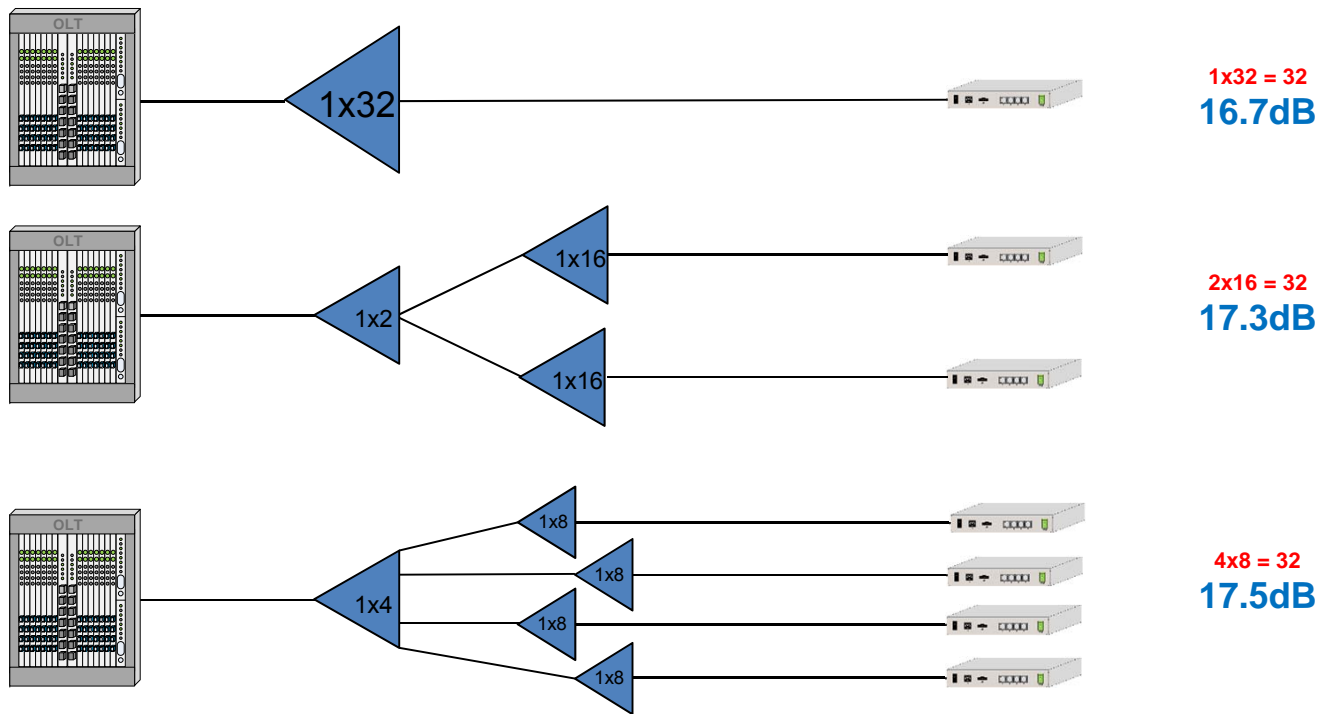 OLT
1x32
1x32 = 32
16.7dB
OLT
1x2
1x16
1x16
2x16 = 32
17.3dB
OLT
1x4
1x8
1x8
1x8
1x8
4x8 = 32
17.5dB